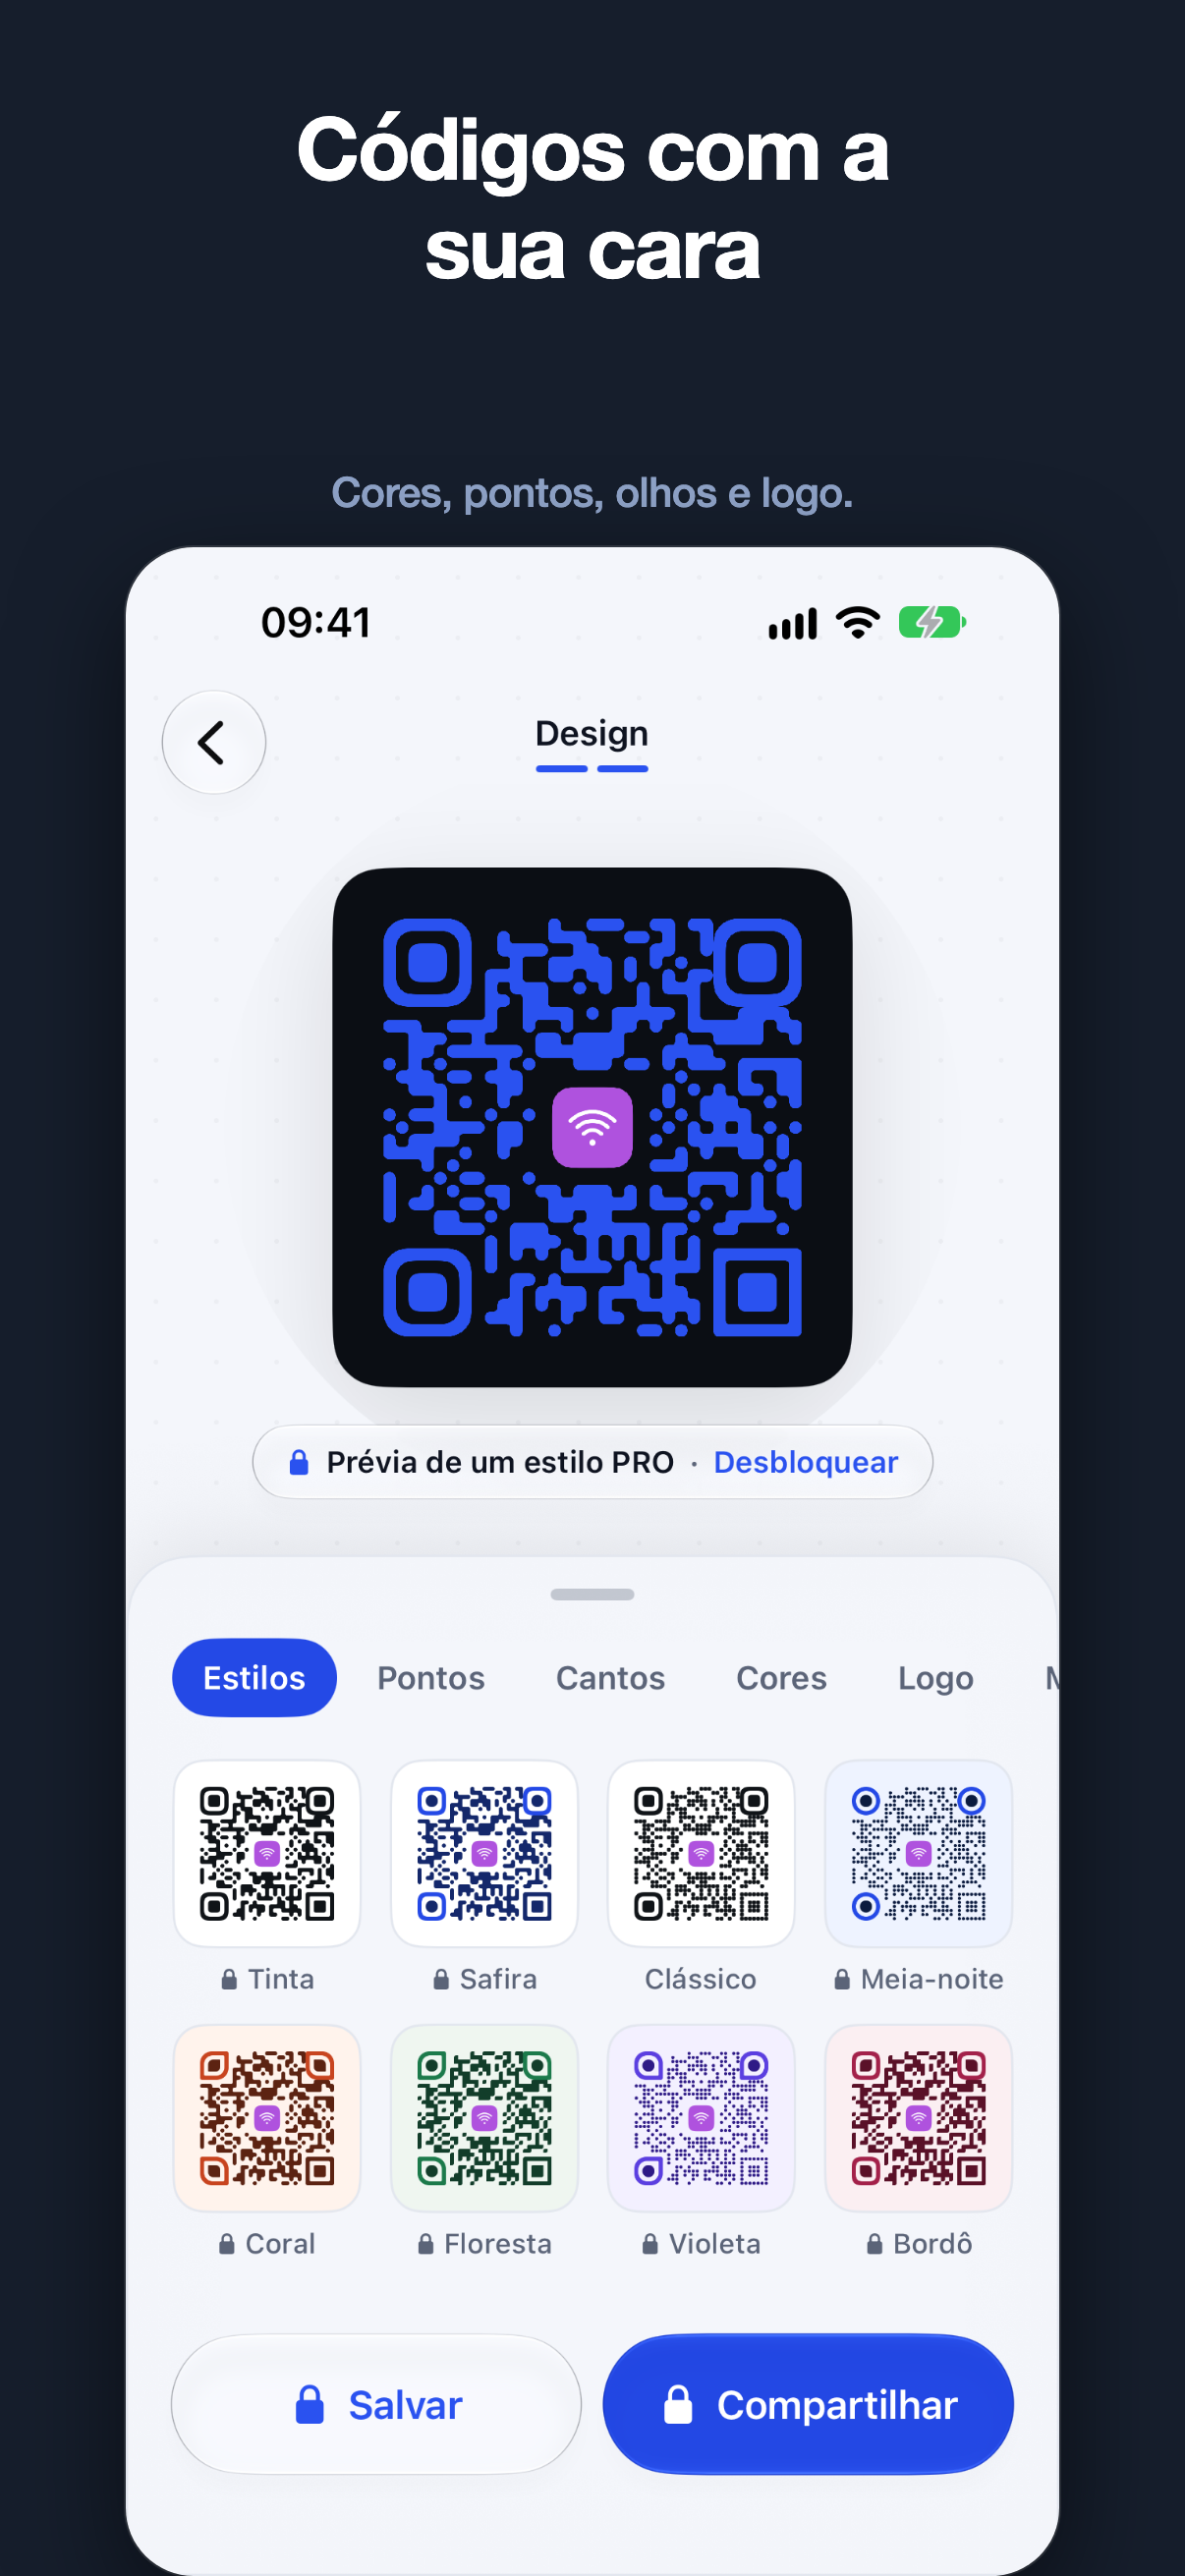 Códigos com a
sua cara
Cores, pontos, olhos e logo.
09:41
Design
Prévia de um estilo PRO · Desbloquear
Estilos Pontos Cantos Cores Logo
Tinta Safira Clássico Meia-noite
Coral Floresta Violeta Bordô
Salvar Compartilhar